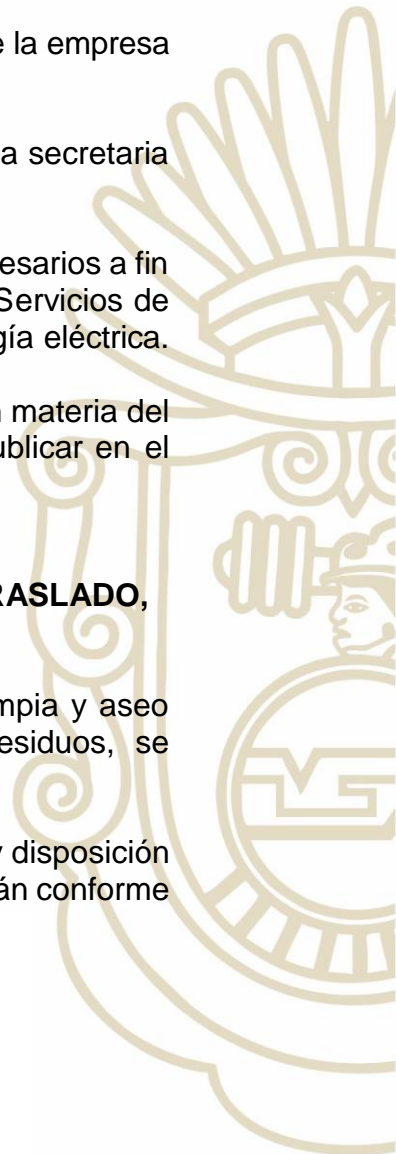 e la empresa
a secretaria
esarios a fin
Servicios de
gía eléctrica.
materia del
ublicar en el
RASLADO,
mpia y aseo
esiduos, se
y disposición
án conforme